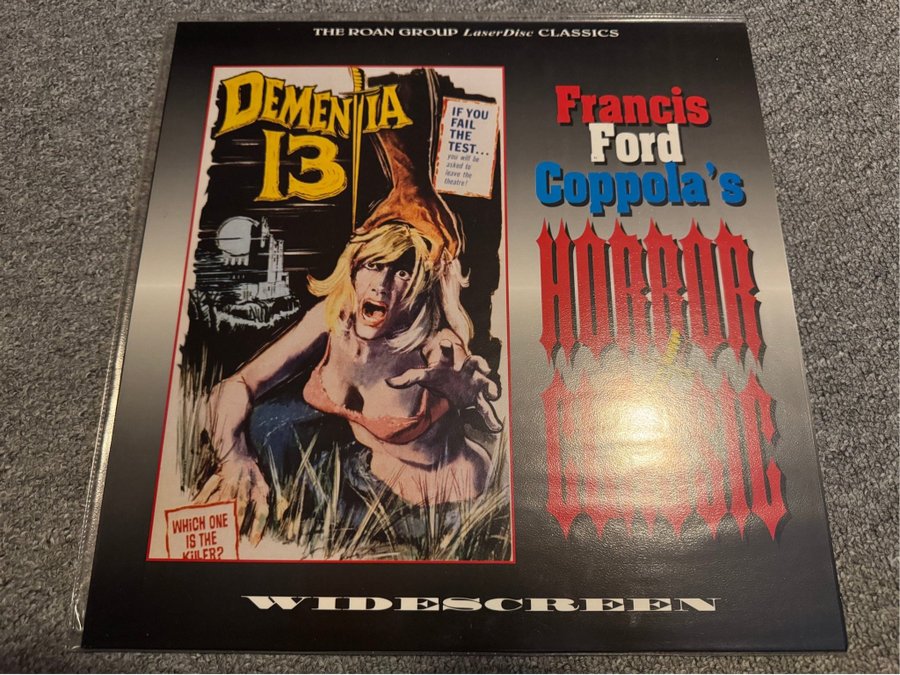 THE ROAN GROUP LaserDisc CLASSICS
DEMENTIA
13
IF YOU
FAIL
THE
TEST...
you will be
asked to
leave the
theatre!
WHICH ONE
IS THE
KILLER?
Francis
Ford
Coppola's
HORROR
CLASSIC
WIDESCREEN